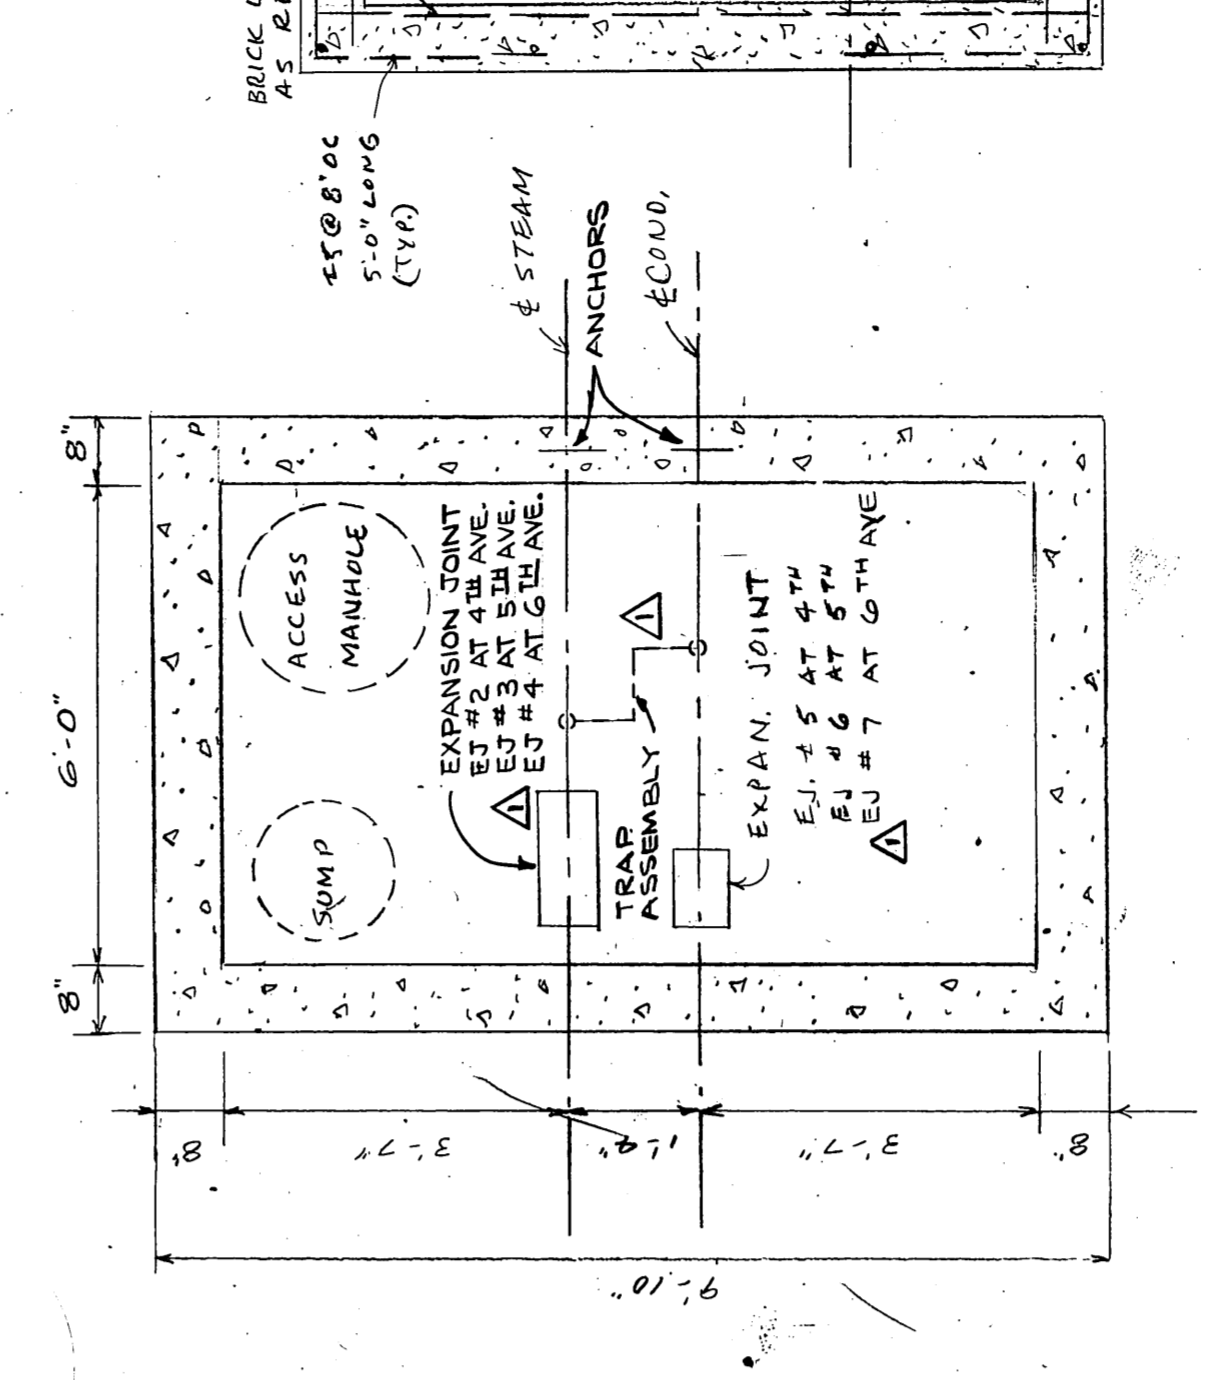 BRICK
AS
#5@8"OC
5'-0" LONG
(TYP.)
℄ STEAM
ANCHORS
℄ COND.
8"
6'-0"
8"
ACCESS
MANHOLE
SUMP
EXPANSION JOINT
EJ #2 AT 4TH AVE.
EJ #3 AT 5TH AVE.
EJ #4 AT 6TH AVE.
1
TRAP
ASSEMBLY
1
EXPAN. JOINT
EJ. #5 AT 4TH
EJ #6 AT 5TH
EJ #7 AT 6TH AVE
1
8"
3'-7"
3'-7"
8"
9'-10"